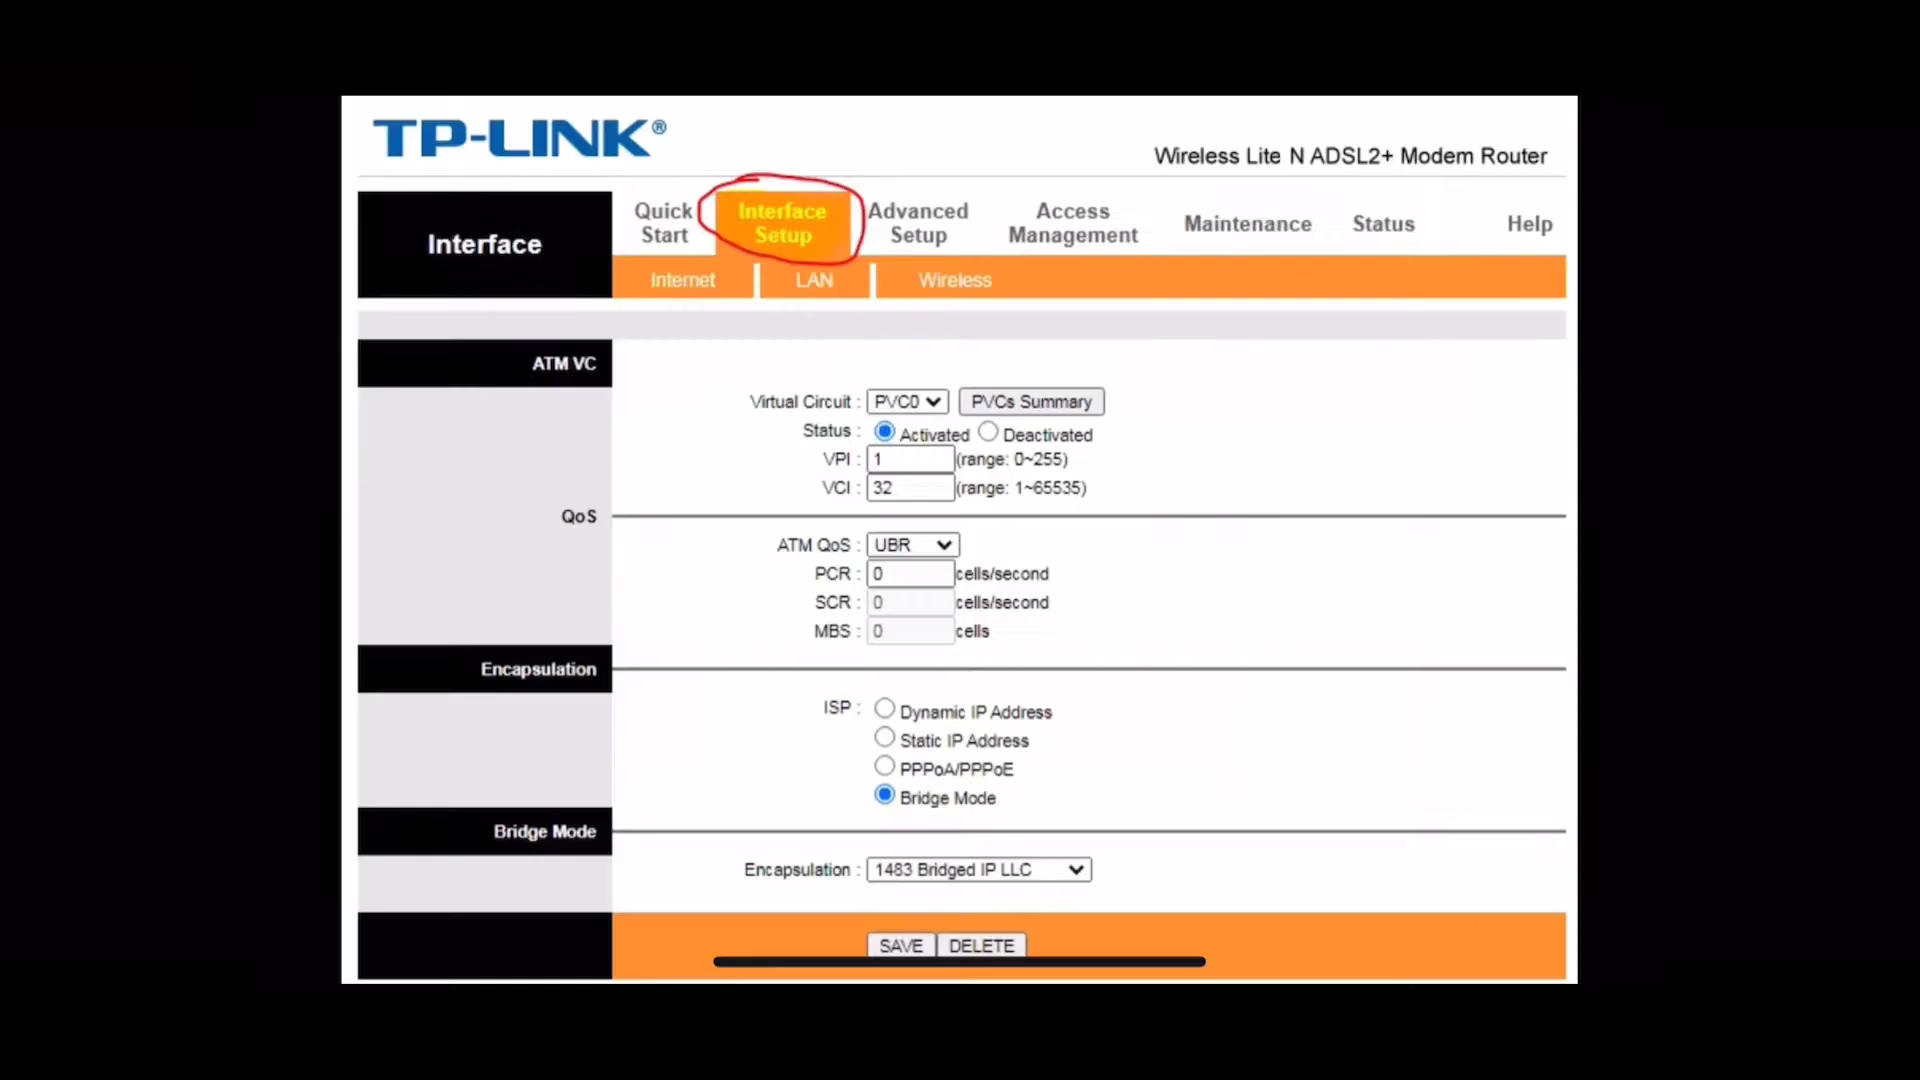 TP-LINK®
Wireless Lite N ADSL2+ Modem Router
Interface
Quick Start
Interface Setup
Advanced Setup
Access Management
Maintenance
Status
Help
Internet
LAN
Wireless
ATM VC
Virtual Circuit : PVC0 PVCs Summary
Status : Activated Deactivated
VPI : 1 (range: 0~255)
VCI : 32 (range: 1~65535)
QoS
ATM QoS : UBR
PCR : 0 cells/second
SCR : 0 cells/second
MBS : 0 cells
Encapsulation
ISP : Dynamic IP Address
Static IP Address
PPPoA/PPPoE
Bridge Mode
Bridge Mode
Encapsulation : 1483 Bridged IP LLC
SAVE DELETE